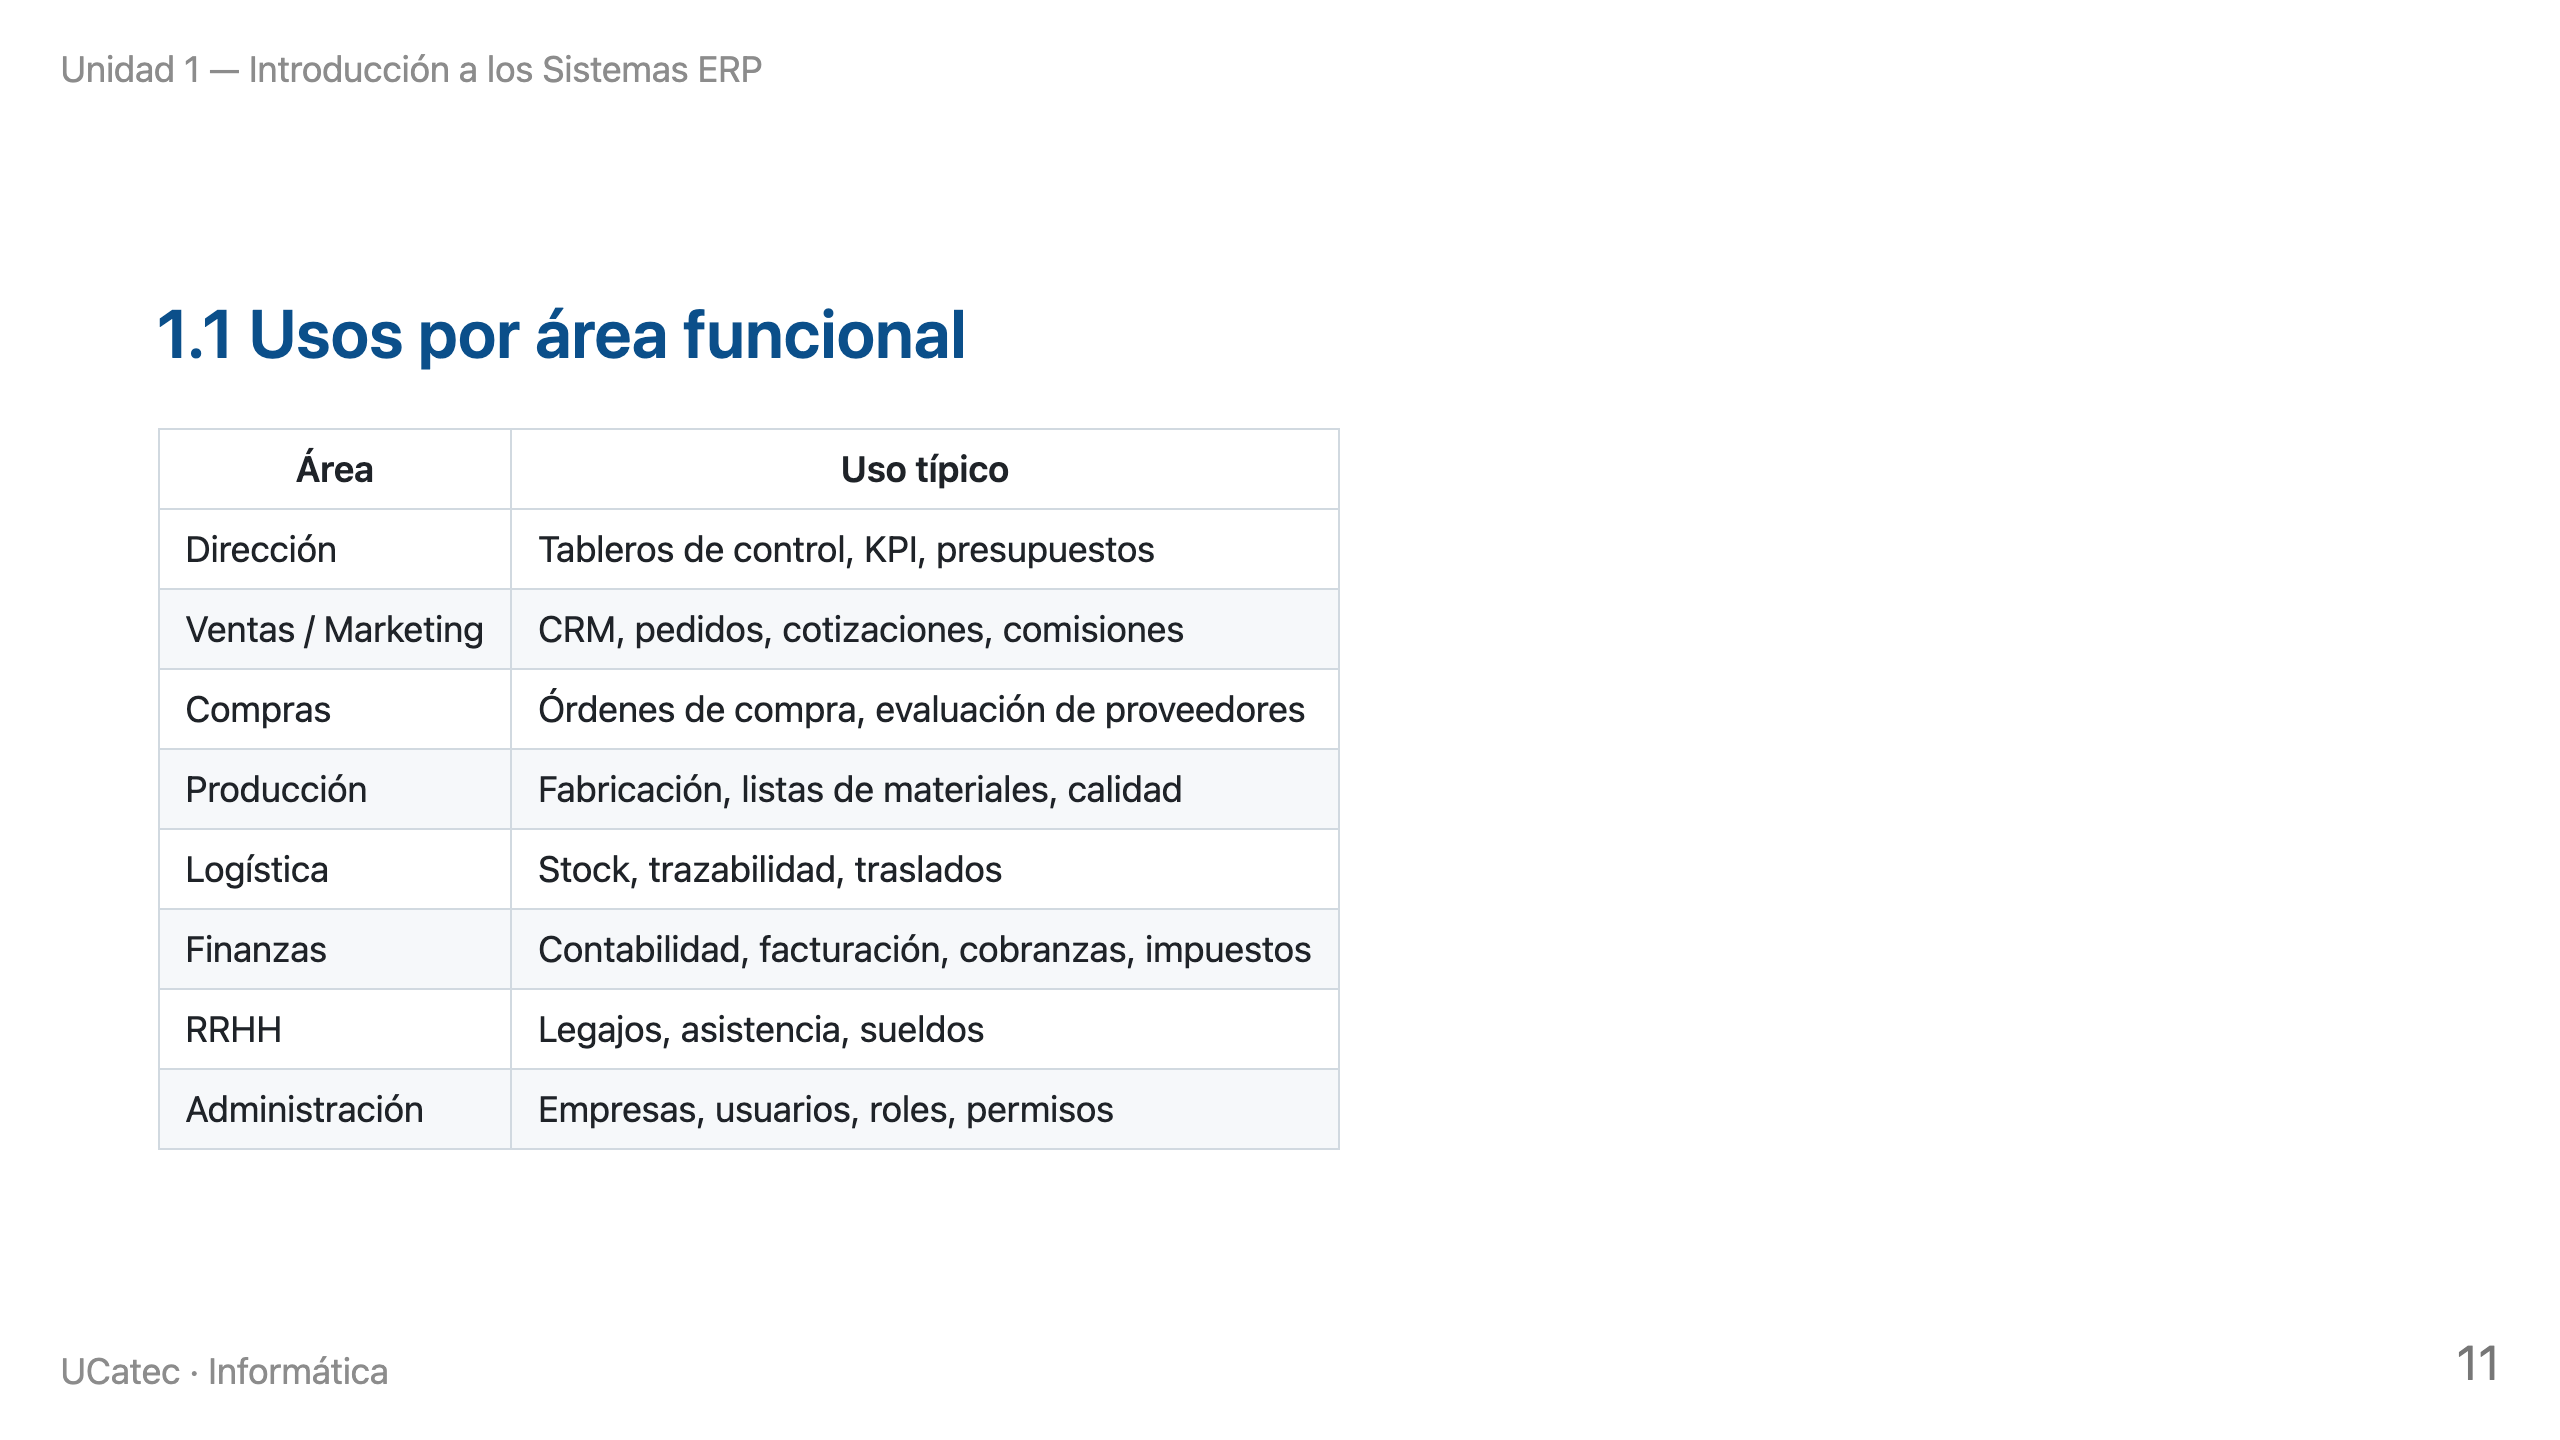 Unidad 1 — Introducción a los Sistemas ERP
1.1 Usos por área funcional
Área Uso típico
Dirección Tableros de control, KPI, presupuestos
Ventas / Marketing CRM, pedidos, cotizaciones, comisiones
Compras Órdenes de compra, evaluación de proveedores
Producción Fabricación, listas de materiales, calidad
Logística Stock, trazabilidad, traslados
Finanzas Contabilidad, facturación, cobranzas, impuestos
RRHH Legajos, asistencia, sueldos
Administración Empresas, usuarios, roles, permisos
UCatec · Informática 11